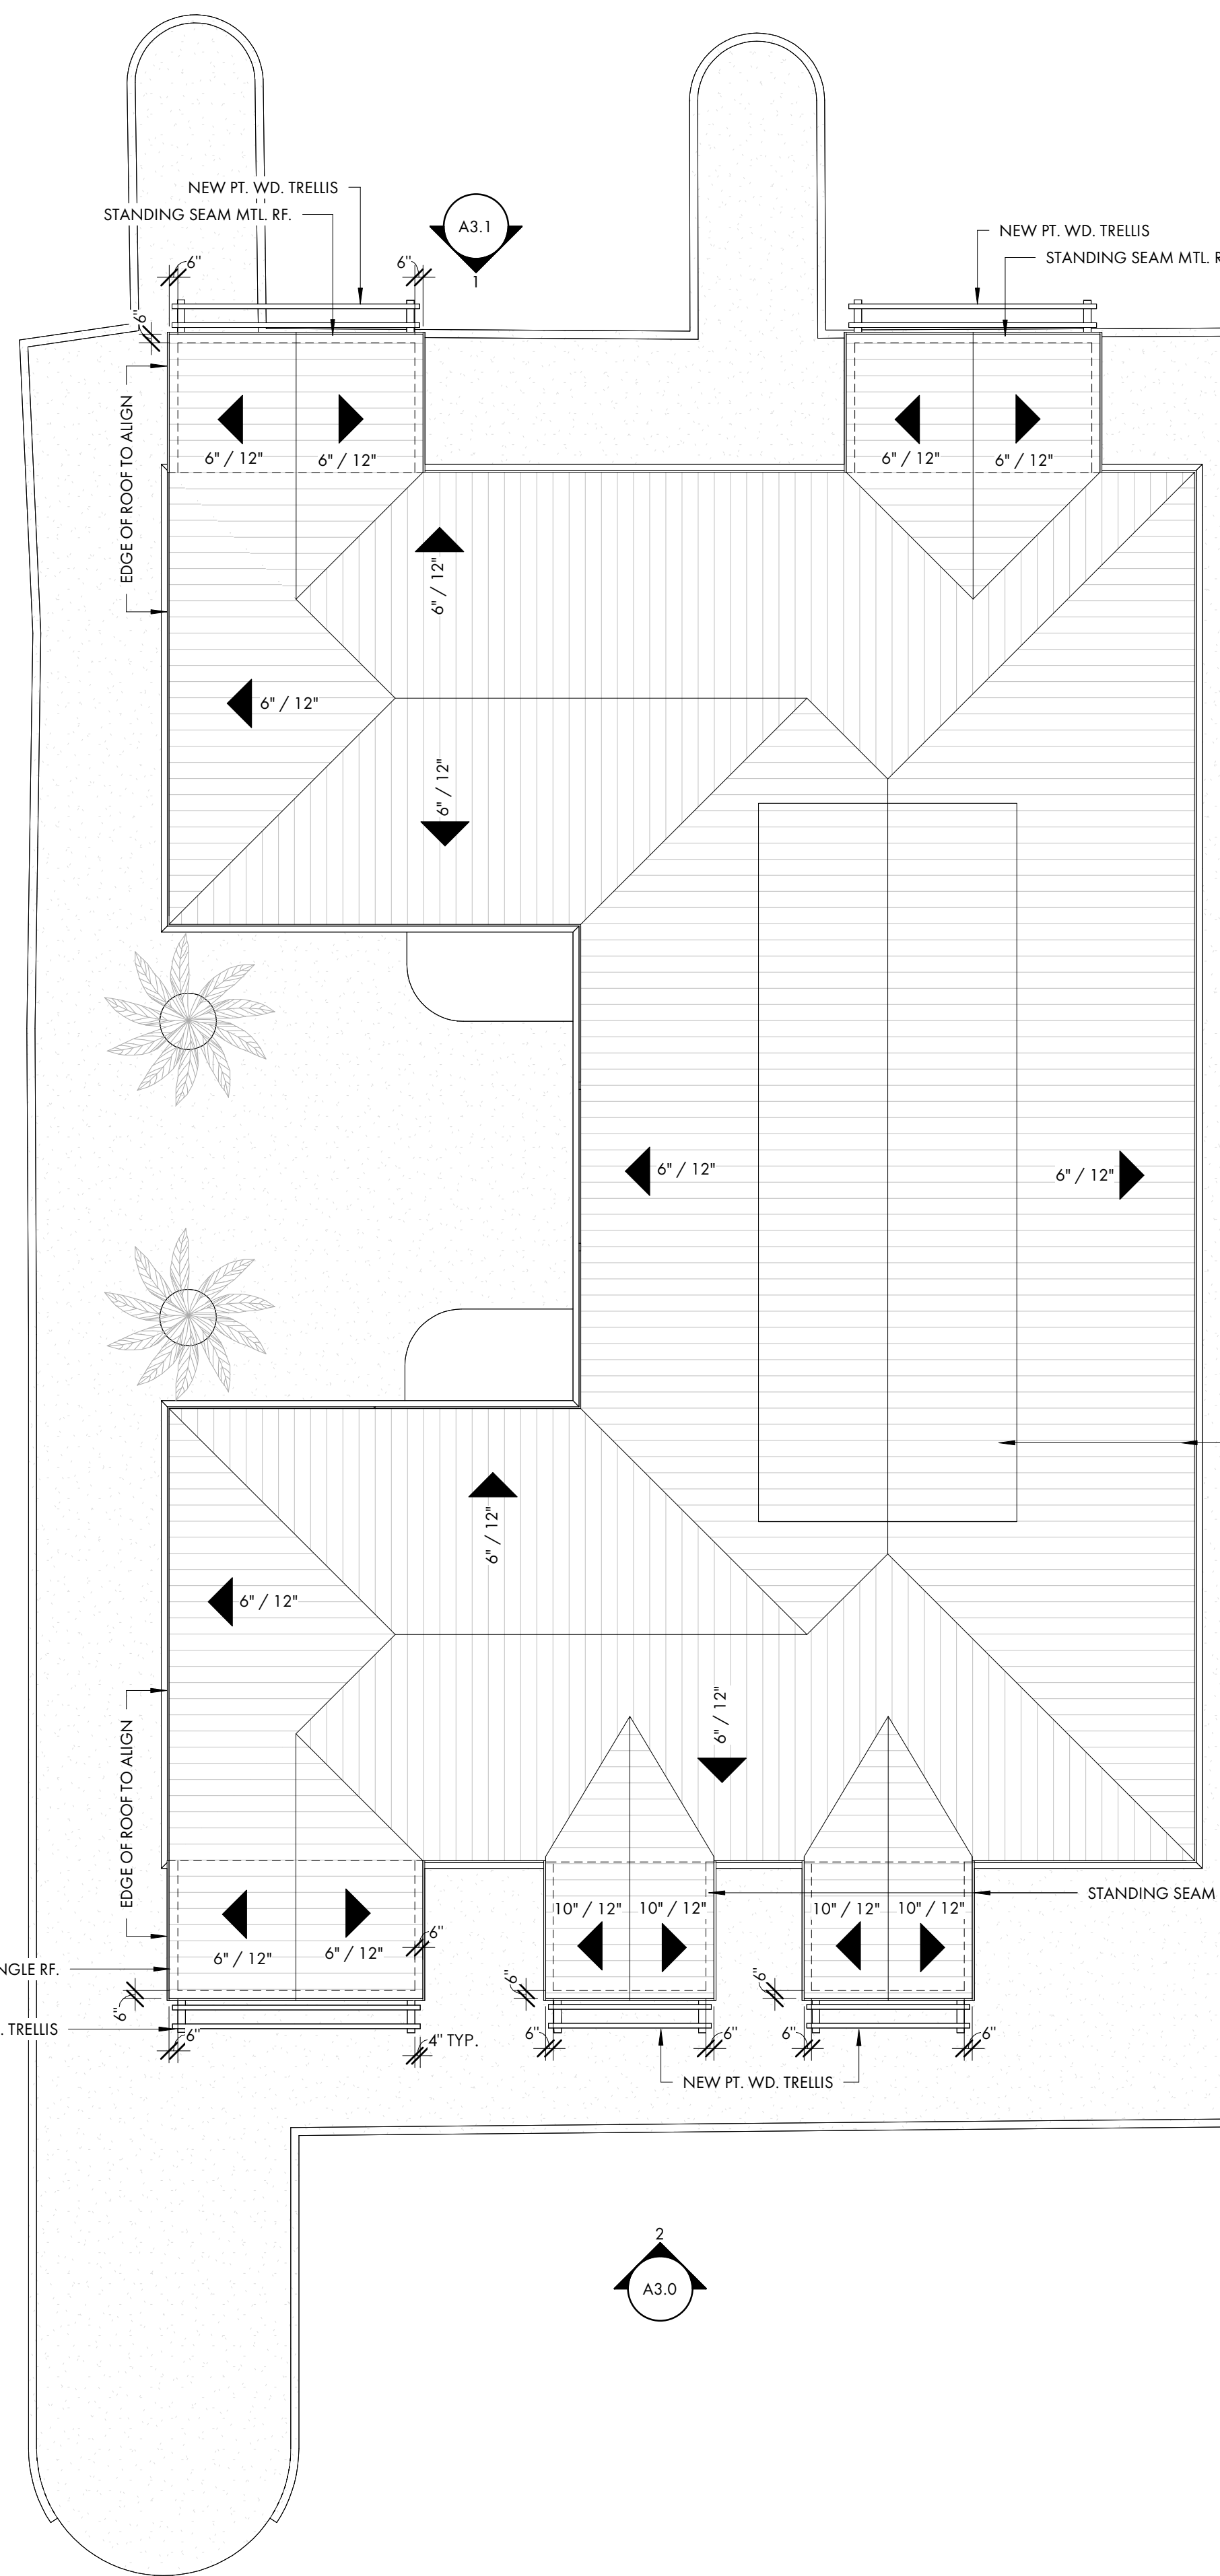 NEW PT. WD. TRELLIS
STANDING SEAM MTL. RF.
A3.1
1
NEW PT. WD. TRELLIS
STANDING SEAM MTL. R
6"
6"
6"
EDGE OF ROOF TO ALIGN
6" / 12"
6" / 12"
6" / 12"
6" / 12"
6" / 12"
6" / 12"
6" / 12"
6" / 12"
6" / 12"
6" / 12"
6" / 12"
6" / 12"
EDGE OF ROOF TO ALIGN
STANDING SEAM
10" / 12"
10" / 12"
10" / 12"
10" / 12"
6" / 12"
6" / 12"
6"
NGLE RF.
6"
6"
6"
. TRELLIS
6"
4" TYP.
6"
6"
6"
6"
NEW PT. WD. TRELLIS
2
A3.0